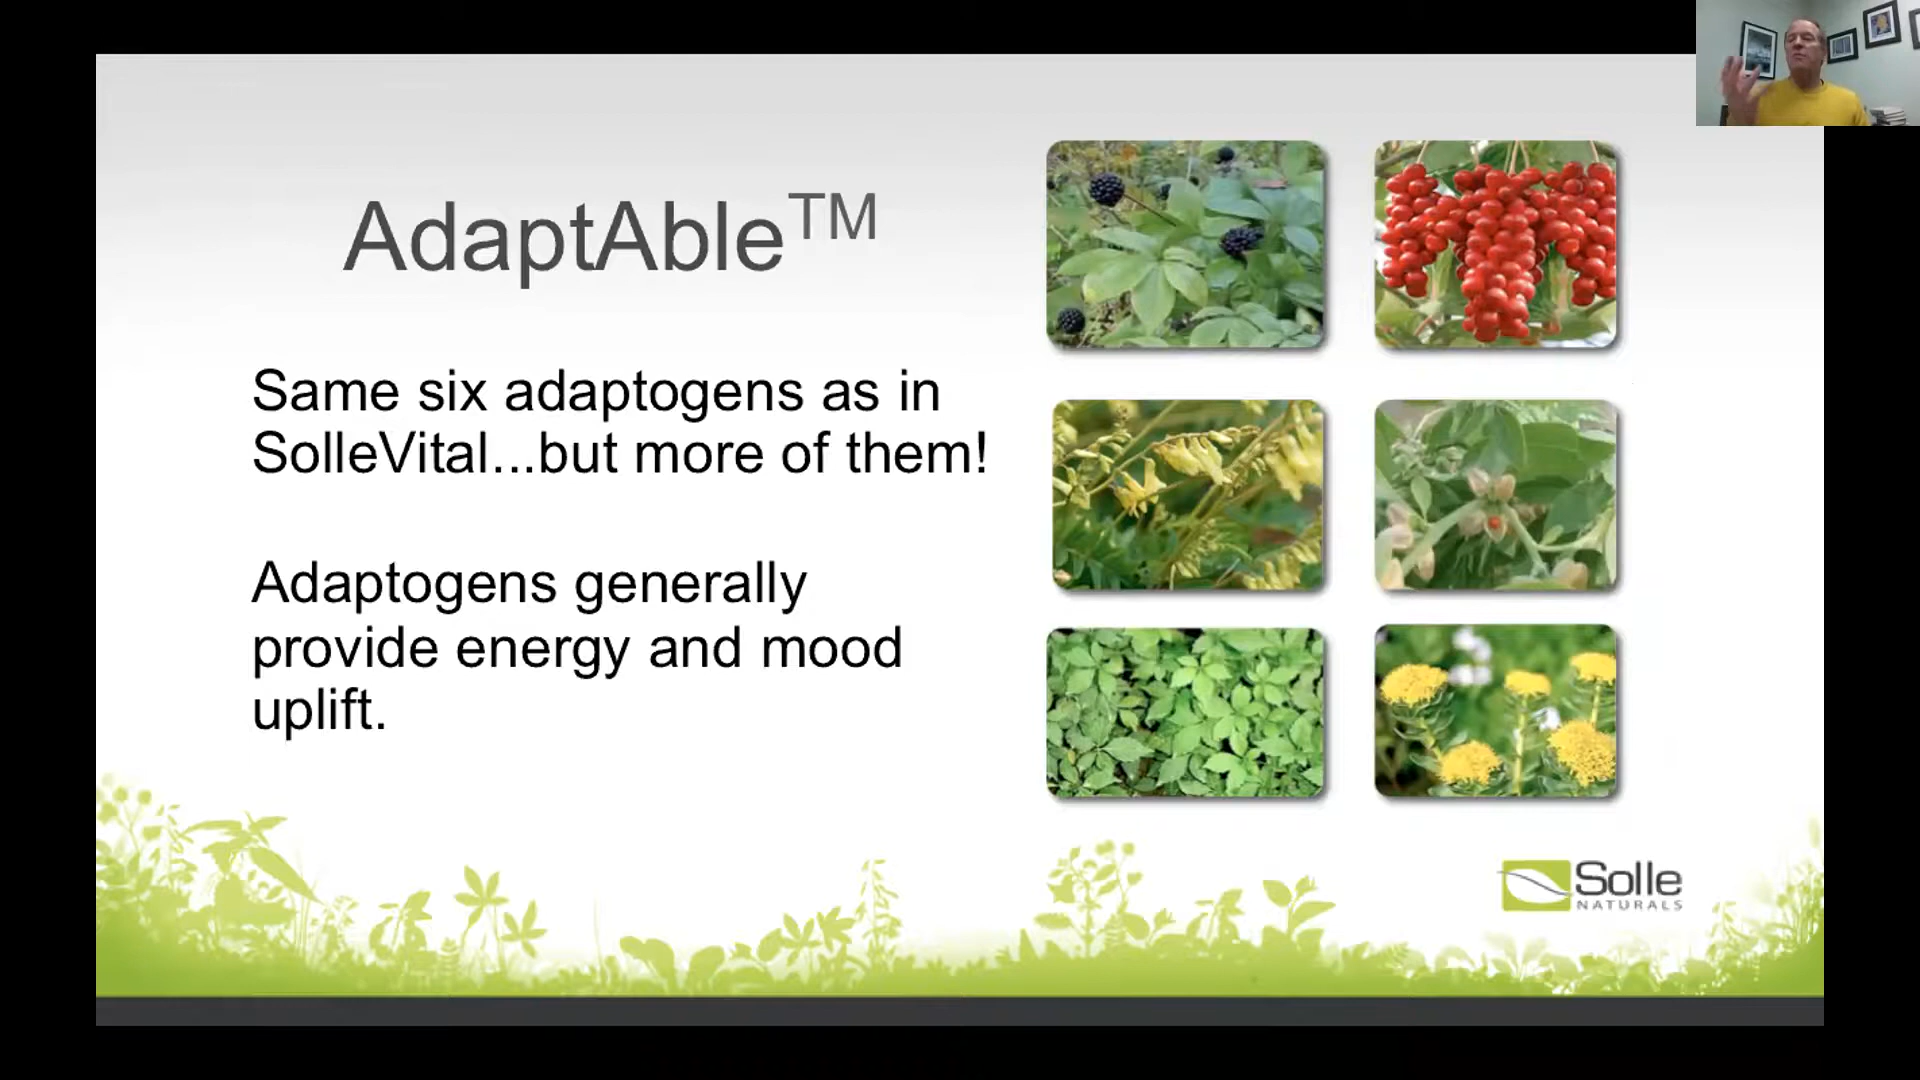 AdaptAble™
Same six adaptogens as in
SolleVital...but more of them!
Adaptogens generally
provide energy and mood
uplift.
Solle
NATURALS